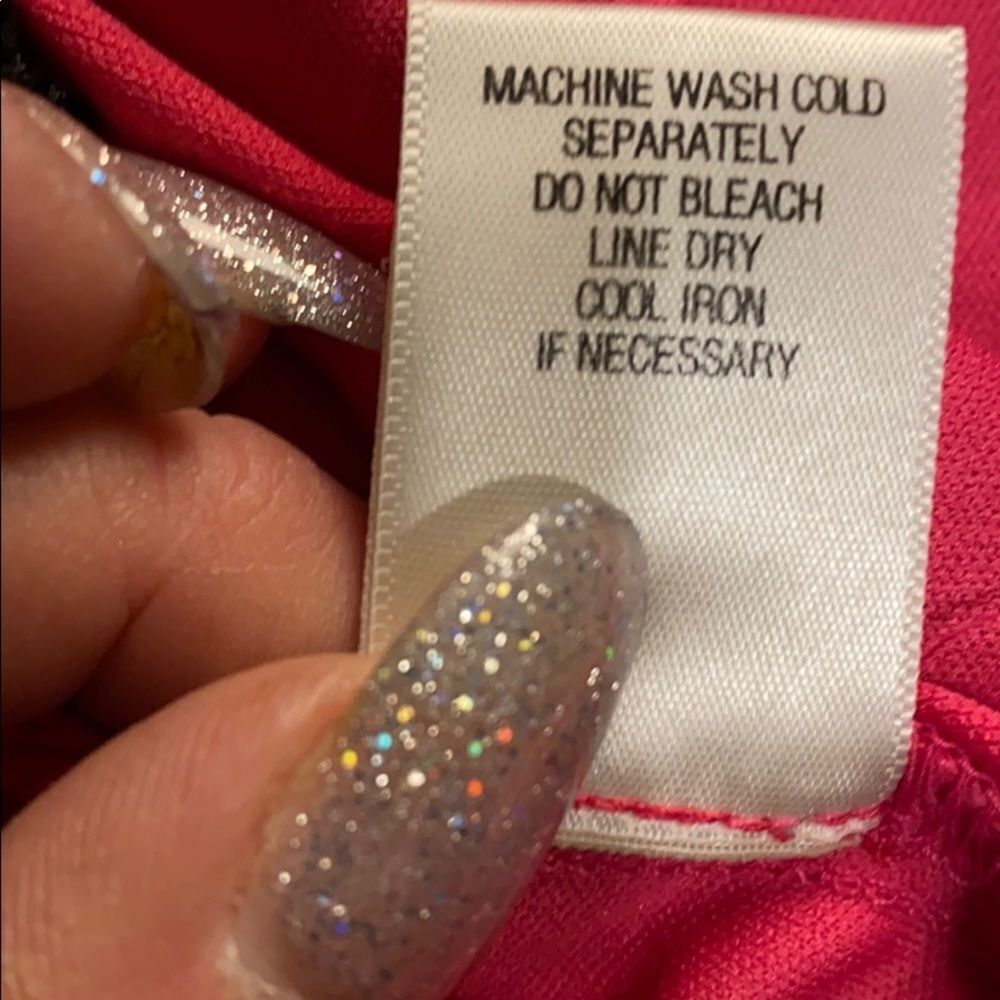 MACHINE WASH COLD
SEPARATELY
DO NOT BLEACH
LINE DRY
COOL IRON
IF NECESSARY